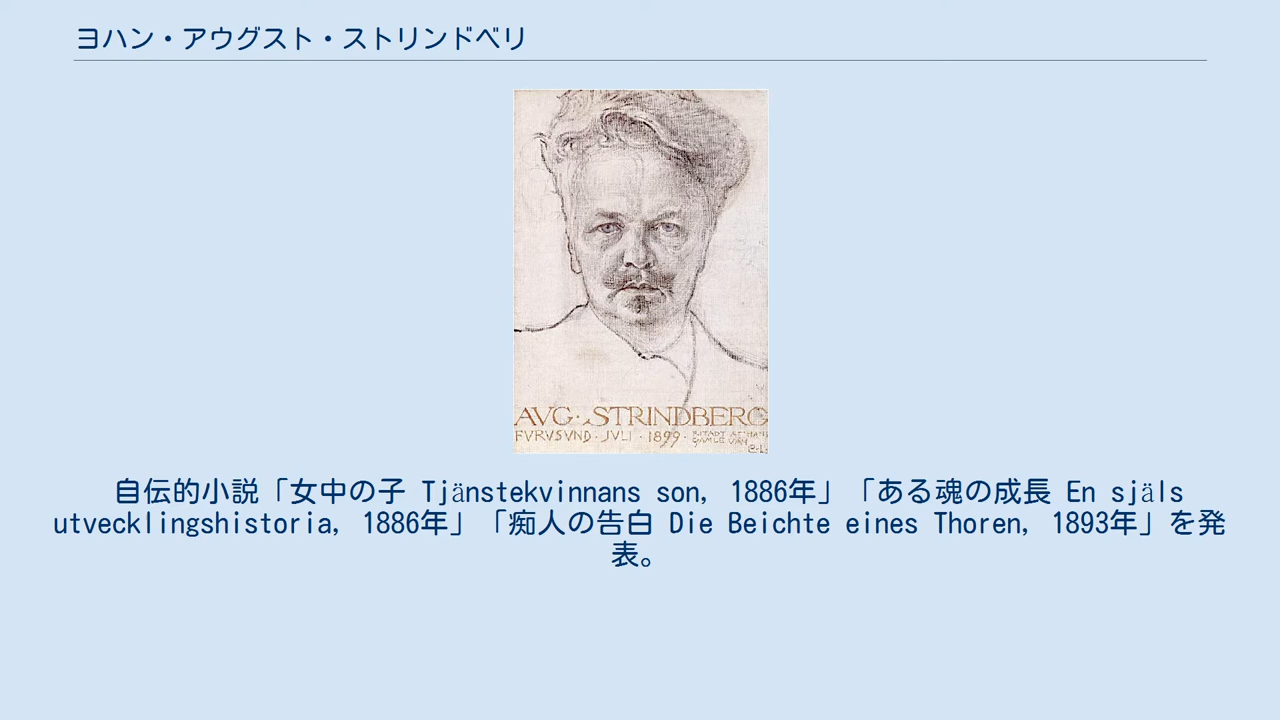 ヨハン・アウグスト・ストリンドベリ
AVG·STRINDBERG
FVRVSVND·JVLI·1899·
自伝的小説「女中の子 Tjänstekvinnans son, 1886年」「ある魂の成長 En själs
utvecklingshistoria, 1886年」「痴人の告白 Die Beichte eines Thoren, 1893年」を発
表。